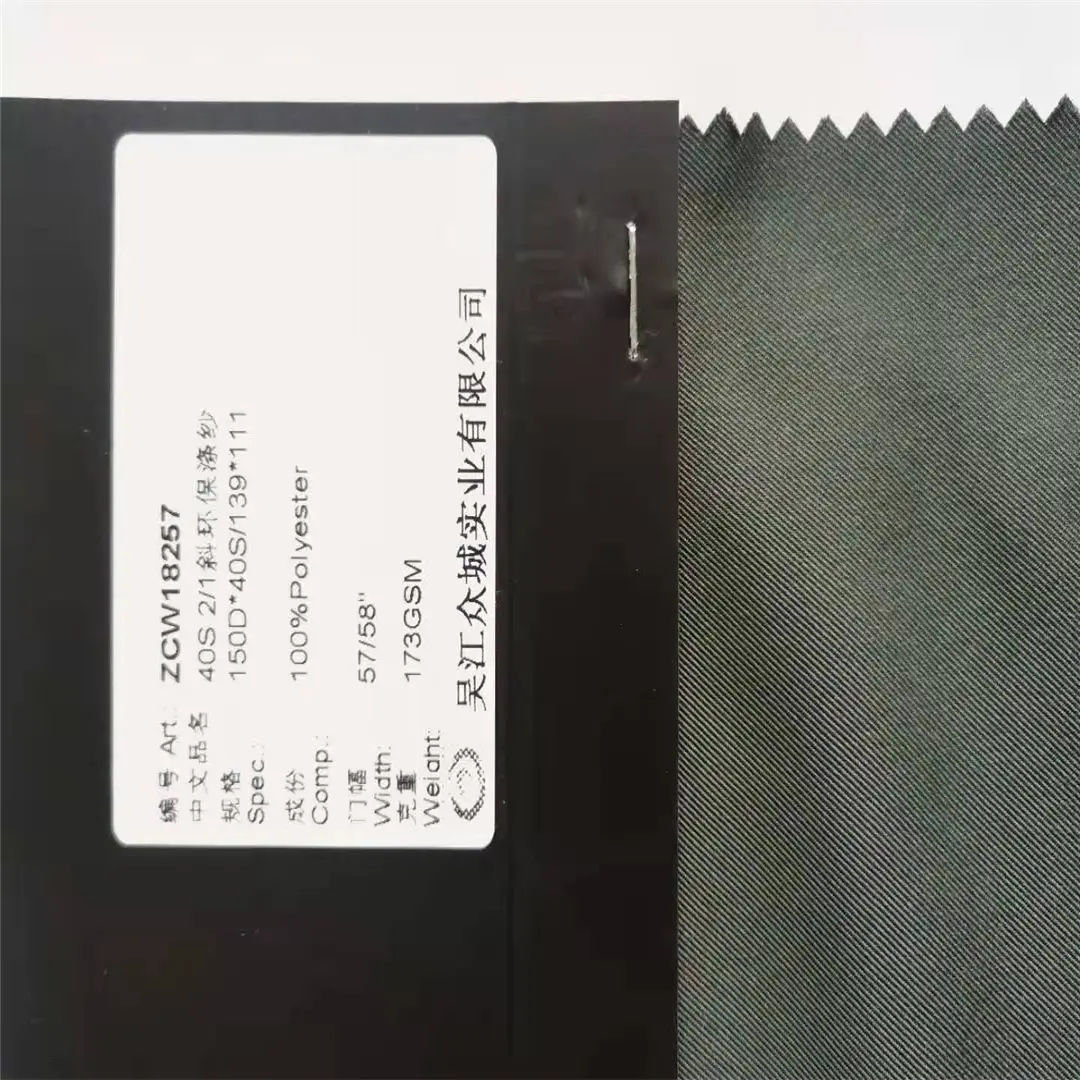 编号 Art.: ZCW18257
中文品名 40S 2/1斜环保涤纱
规格 150D*40S/139*111
Spec.:
成份 100%Polyester
Comp.:
门幅 57/58"
Width:
克重 173GSM
Weight:
吴江众城实业有限公司